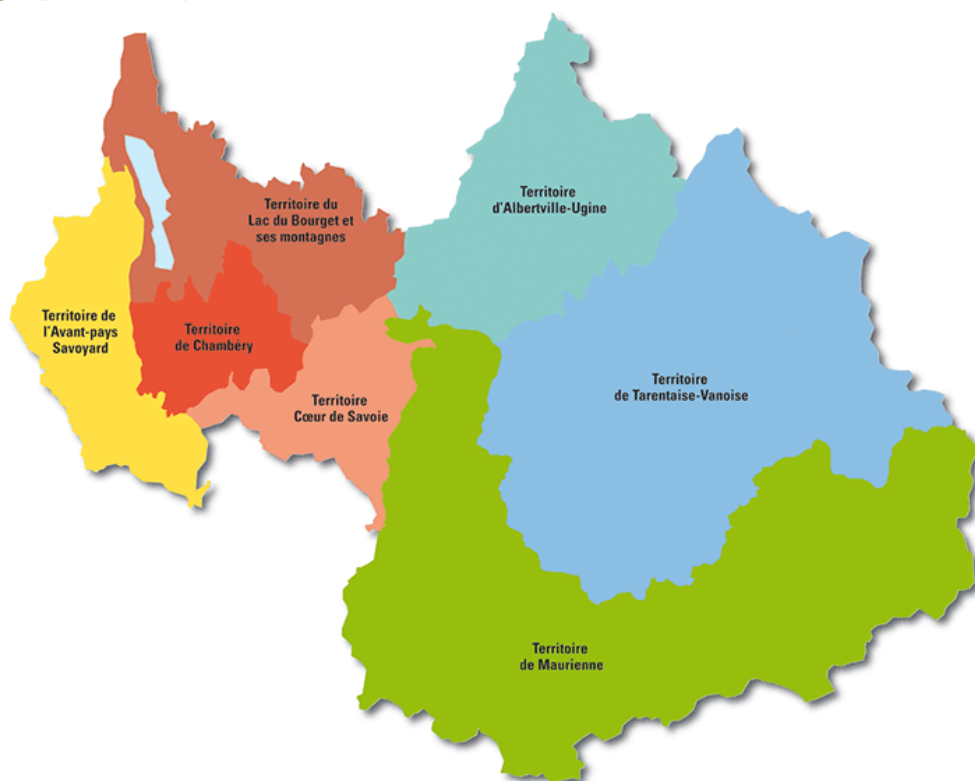 Territoire
d'Albertville-Ugine
Territoire du
Lac du Bourget et
ses montagnes
Territoire de
l'Avant-pays
Savoyard
Territoire
de Chambéry
Territoire
de Tarentaise-Vanoise
Territoire
Cœur de Savoie
Territoire
de Maurienne